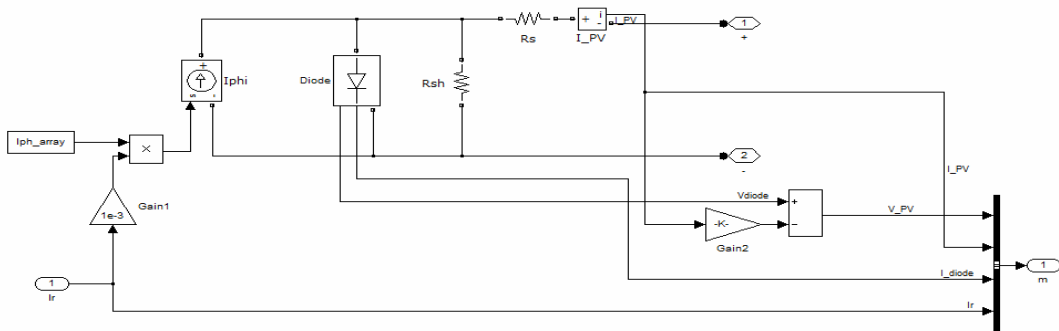 i
+
I_PV
-
1
+
Rs
I_PV
+
Iphi
s
-
Diode
Rsh
Iph_array
×
2
-
I_PV
1e-3
Gain1
Vdiode
+
-
V_PV
-K-
Gain2
I_diode
1
Ir
Ir
1
m